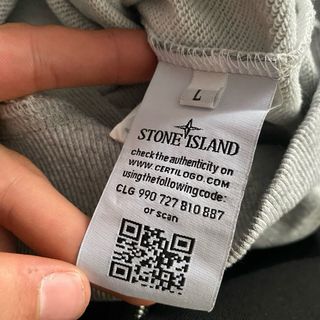 L
STONE ISLAND
check the authenticity on
WWW.CERTILOGO.COM
using the following code:
CLG 990 727 810 887
or scan